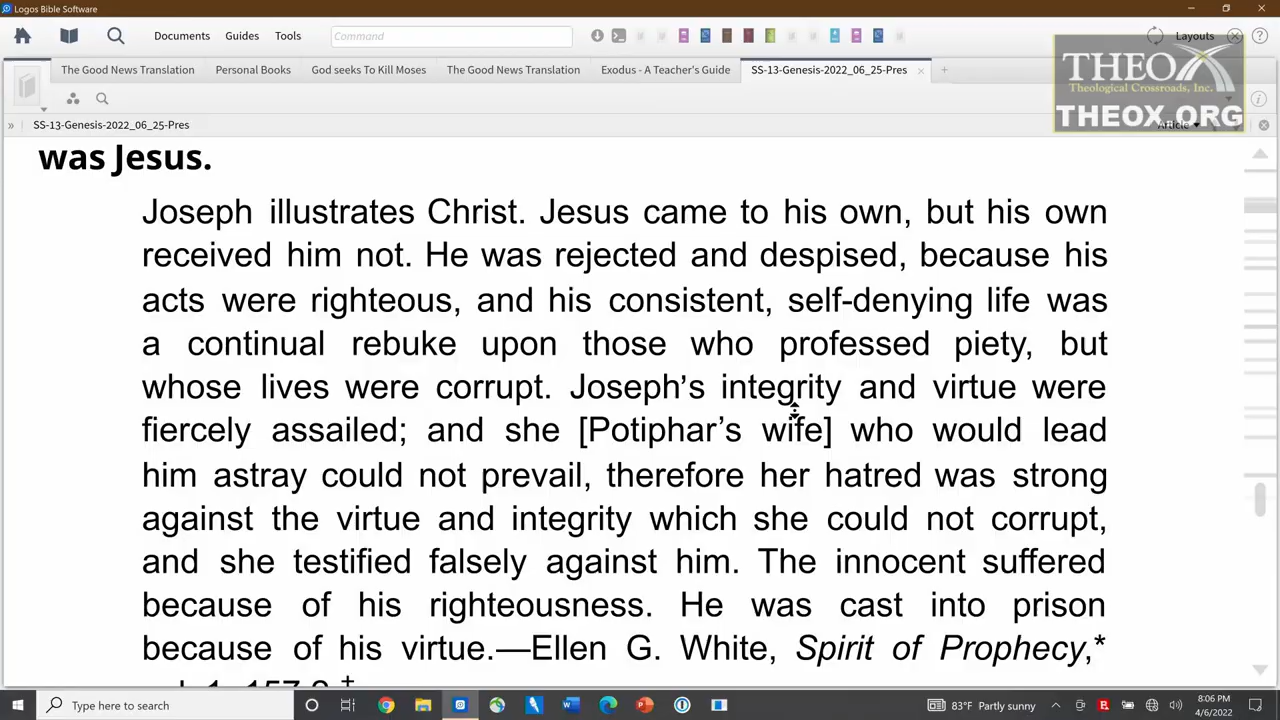 Logos Bible Software
Documents Guides Tools Command Layouts
The Good News Translation Personal Books God seeks To Kill Moses The Good News Translation Exodus - A Teacher's Guide SS-13-Genesis-2022_06_25-Pres
THEOX
Theological Crossroads, Inc.
THEOX.ORG
SS-13-Genesis-2022_06_25-Pres Article
was Jesus.
Joseph illustrates Christ. Jesus came to his own, but his own
received him not. He was rejected and despised, because his
acts were righteous, and his consistent, self-denying life was
a continual rebuke upon those who professed piety, but
whose lives were corrupt. Joseph's integrity and virtue were
fiercely assailed; and she [Potiphar's wife] who would lead
him astray could not prevail, therefore her hatred was strong
against the virtue and integrity which she could not corrupt,
and she testified falsely against him. The innocent suffered
because of his righteousness. He was cast into prison
because of his virtue.—Ellen G. White, Spirit of Prophecy,*
Type here to search
83°F Partly sunny
8:06 PM
4/6/2022